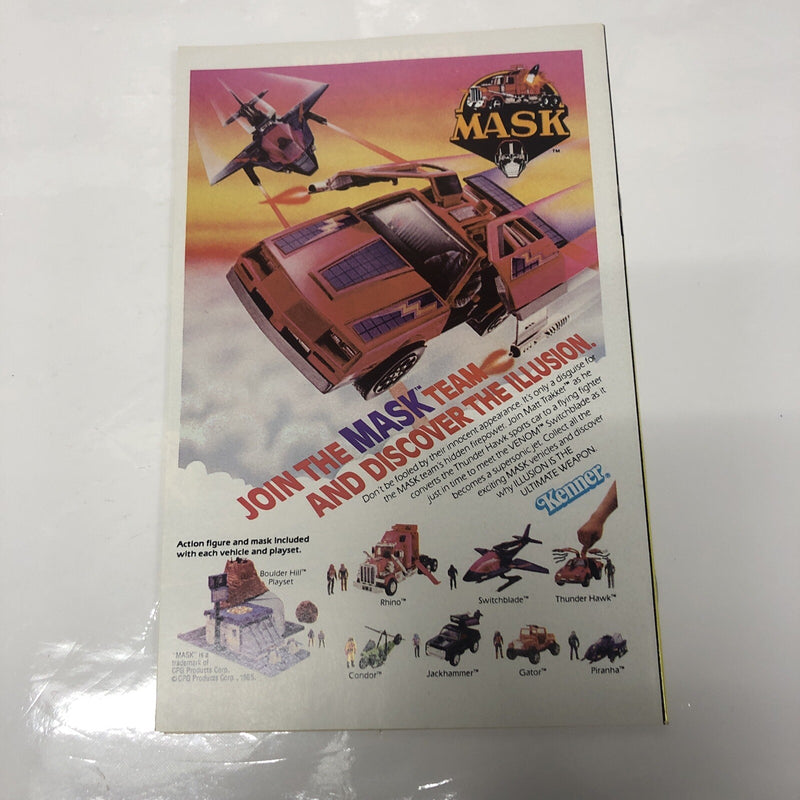 MASK
TM
JOIN THE MASK™ TEAM
AND DISCOVER THE ILLUSION.
Don't be fooled by their innocent appearance. It's only a disguise for
the MASK team's hidden firepower. Join Matt Trakker™ as he
converts the Thunder Hawk sports car to a flying fighter
just in time to meet the VENOM™ Switchblade as it
becomes a supersonic jet. Collect all the
exciting MASK vehicles and discover
why ILLUSION IS THE
ULTIMATE WEAPON.
Kenner®
Action figure and mask included
with each vehicle and playset.
Boulder Hill™
Playset
Rhino™
Switchblade™
Thunder Hawk™
"MASK" is a
trademark of
CPG Products Corp.
© CPG Products Corp., 1985.
Condor™
Jackhammer™
Gator™
Piranha™